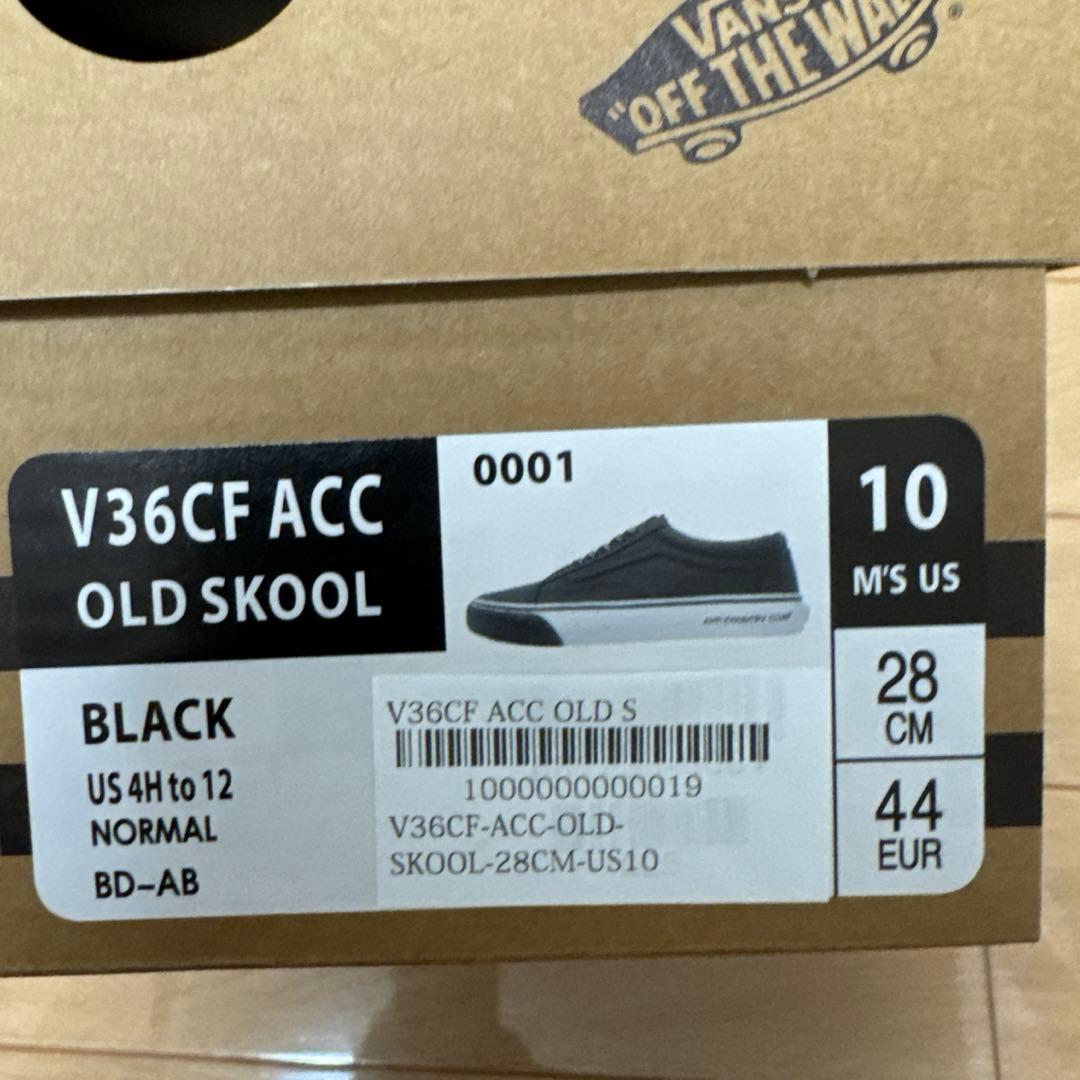 VANS
"OFF THE WALL
®
V36CF ACC
OLD SKOOL
0001
10
M'S US
28
CM
44
EUR
BLACK
US 4H to 12
NORMAL
BD-AB
V36CF ACC OLD S
1000000000019
V36CF-ACC-OLD-
SKOOL-28CM-US10